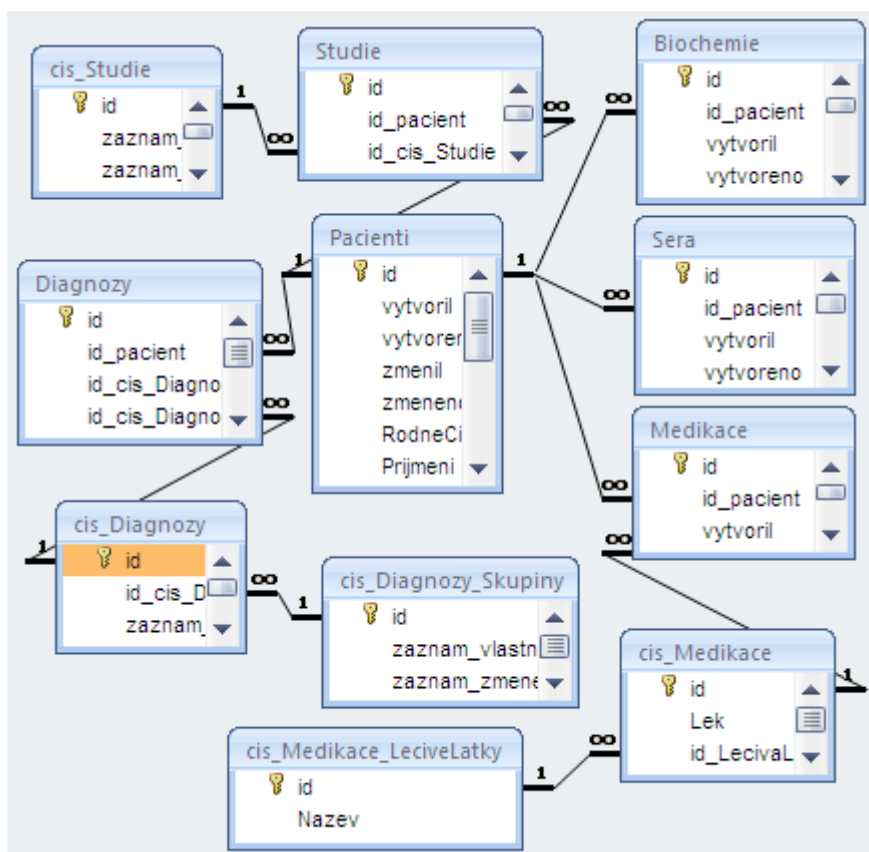 cis_Studie
id
zaznam_
zaznam_
1
∞
Studie
id
id_pacient
id_cis_Studie
∞
Biochemie
id
id_pacient
vytvoril
vytvoreno
∞
Pacienti
id
vytvoril
vytvoren
zmenil
zmeneno
RodneCi
Prijmeni
1
1
Sera
id
id_pacient
vytvoril
vytvoreno
∞
Diagnozy
id
id_pacient
id_cis_Diagno
id_cis_Diagno
∞
∞
Medikace
id
id_pacient
vytvoril
∞
∞
cis_Diagnozy
id
id_cis_D
zaznam_
1
∞
cis_Diagnozy_Skupiny
id
zaznam_vlastn
zaznam_zmene
1
cis_Medikace
id
Lek
id_LecivaL
1
∞
cis_Medikace_LeciveLatky
id
Nazev
1